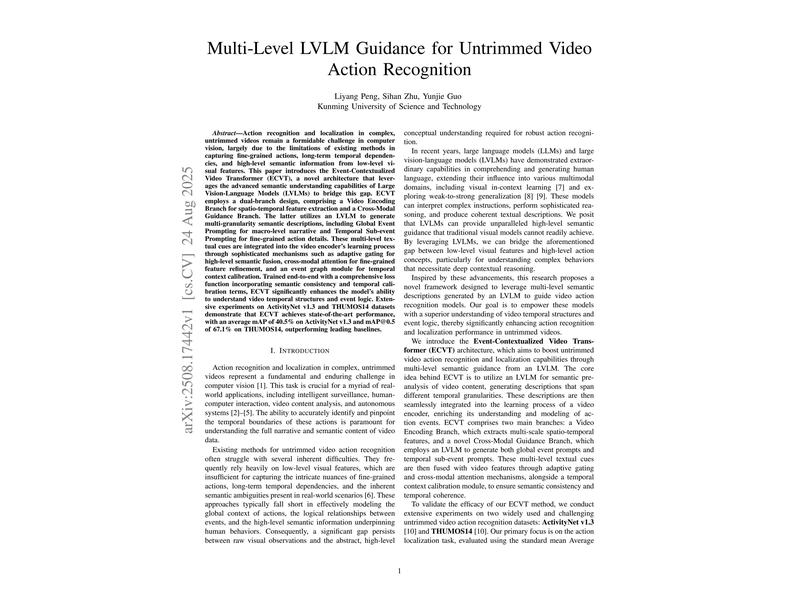 Multi-Level LVLM Guidance for Untrimmed Video
Action Recognition
Liyang Peng, Sihan Zhu, Yunjie Guo
Kunming University of Science and Technology
arXiv:2508.17442v1 [cs.CV] 24 Aug 2025
Abstract—Action recognition and localization in complex,
untrimmed videos remain a formidable challenge in computer
vision, largely due to the limitations of existing methods in
capturing fine-grained actions, long-term temporal dependen-
cies, and high-level semantic information from low-level vi-
sual features. This paper introduces the Event-Contextualized
Video Transformer (ECVT), a novel architecture that lever-
ages the advanced semantic understanding capabilities of Large
Vision-Language Models (LVLMs) to bridge this gap. ECVT
employs a dual-branch design, comprising a Video Encoding
Branch for spatio-temporal feature extraction and a Cross-Modal
Guidance Branch. The latter utilizes an LVLM to generate
multi-granularity semantic descriptions, including Global Event
Prompting for macro-level narrative and Temporal Sub-event
Prompting for fine-grained action details. These multi-level tex-
tual cues are integrated into the video encoder's learning process
through sophisticated mechanisms such as adaptive gating for
high-level semantic fusion, cross-modal attention for fine-grained
feature refinement, and an event graph module for temporal
context calibration. Trained end-to-end with a comprehensive loss
function incorporating semantic consistency and temporal cali-
bration terms, ECVT significantly enhances the model's ability
to understand video temporal structures and event logic. Exten-
sive experiments on ActivityNet v1.3 and THUMOS14 datasets
demonstrate that ECVT achieves state-of-the-art performance,
with an average mAP of 40.5% on ActivityNet v1.3 and mAP@0.5
of 67.1% on THUMOS14, outperforming leading baselines.
I. Introduction
Action recognition and localization in complex, untrimmed
videos represent a fundamental and enduring challenge in
computer vision [1]. This task is crucial for a myriad of real-
world applications, including intelligent surveillance, human-
computer interaction, video content analysis, and autonomous
systems [2]–[5]. The ability to accurately identify and pinpoint
the temporal boundaries of these actions is paramount for
understanding the full narrative and semantic content of video
data.
Existing methods for untrimmed video action recognition
often struggle with several inherent difficulties. They fre-
quently rely heavily on low-level visual features, which are
insufficient for capturing the intricate nuances of fine-grained
actions, long-term temporal dependencies, and the inherent
semantic ambiguities present in real-world scenarios [6]. These
approaches typically fall short in effectively modeling the
global context of actions, the logical relationships between
events, and the high-level semantic information underpinning
human behaviors. Consequently, a significant gap persists
between raw visual observations and the abstract, high-level
conceptual understanding required for robust action recogni-
tion.
In recent years, large language models (LLMs) and large
vision-language models (LVLMs) have demonstrated extraor-
dinary capabilities in comprehending and generating human
language, extending their influence into various multimodal
domains, including visual in-context learning [7] and ex-
ploring weak-to-strong generalization [8] [9]. These models
can interpret complex instructions, perform sophisticated rea-
soning, and produce coherent textual descriptions. We posit
that LVLMs can provide unparalleled high-level semantic
guidance that traditional visual models cannot readily achieve.
By leveraging LVLMs, we can bridge the aforementioned
gap between low-level visual features and high-level action
concepts, particularly for understanding complex behaviors
that necessitate deep contextual reasoning.
Inspired by these advancements, this research proposes a
novel framework designed to leverage multi-level semantic
descriptions generated by an LVLM to guide video action
recognition models. Our goal is to empower these models
with a superior understanding of video temporal structures and
event logic, thereby significantly enhancing action recognition
and localization performance in untrimmed videos.
We introduce the Event-Contextualized Video Trans-
former (ECVT) architecture, which aims to boost untrimmed
video action recognition and localization capabilities through
multi-level semantic guidance from an LVLM. The core
idea behind ECVT is to utilize an LVLM for semantic pre-
analysis of video content, generating descriptions that span
different temporal granularities. These descriptions are then
seamlessly integrated into the learning process of a video
encoder, enriching its understanding and modeling of ac-
tion events. ECVT comprises two main branches: a Video
Encoding Branch, which extracts multi-scale spatio-temporal
features, and a novel Cross-Modal Guidance Branch, which
employs an LVLM to generate both global event prompts and
temporal sub-event prompts. These multi-level textual cues
are then fused with video features through adaptive gating
and cross-modal attention mechanisms, alongside a temporal
context calibration module, to ensure semantic consistency and
temporal coherence.
To validate the efficacy of our ECVT method, we conduct
extensive experiments on two widely used and challenging
untrimmed video action recognition datasets: ActivityNet v1.3
[10] and THUMOS14 [10]. Our primary focus is on the action
localization task, evaluated using the standard mean Average
1